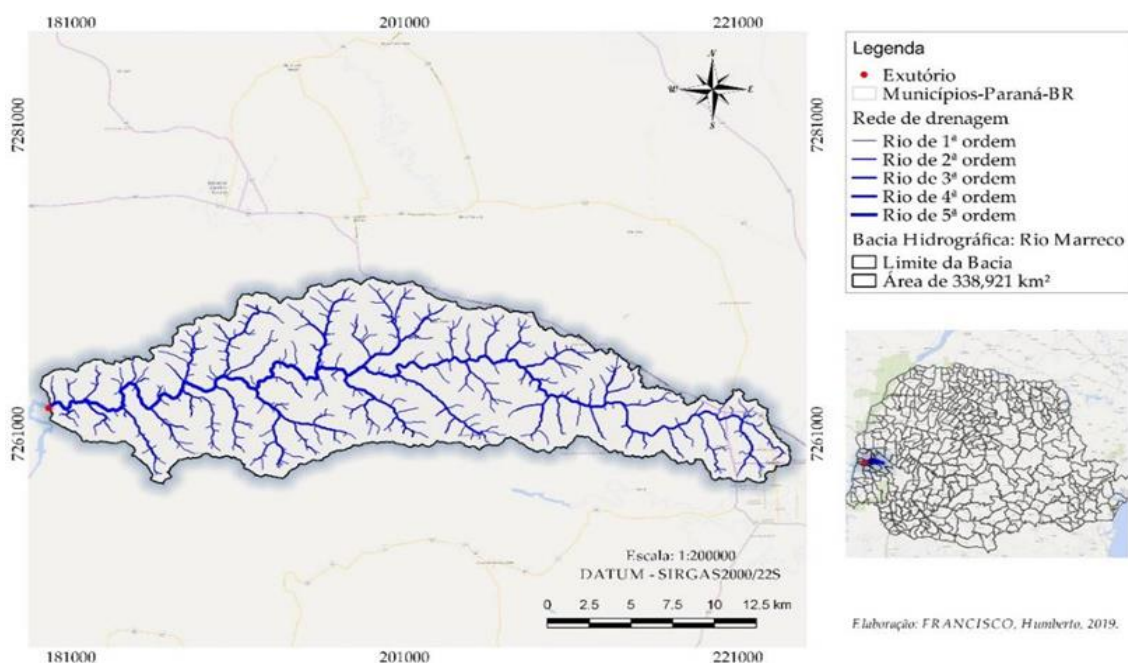 181000
201000
221000
7281000
7281000
N
W
E
S
7261000
7261000
Escala: 1:200000
DATUM - SIRGAS2000/22S
0 2.5 5 7.5 10 12.5 km
181000
201000
221000
Legenda
Exutório
Municípios-Paraná-BR
Rede de drenagem
Rio de 1ª ordem
Rio de 2ª ordem
Rio de 3ª ordem
Rio de 4ª ordem
Rio de 5ª ordem
Bacia Hidrográfica: Rio Marreco
Limite da Bacia
Área de 338,921 km²
Elaboração: FRANCISCO, Humberto, 2019.